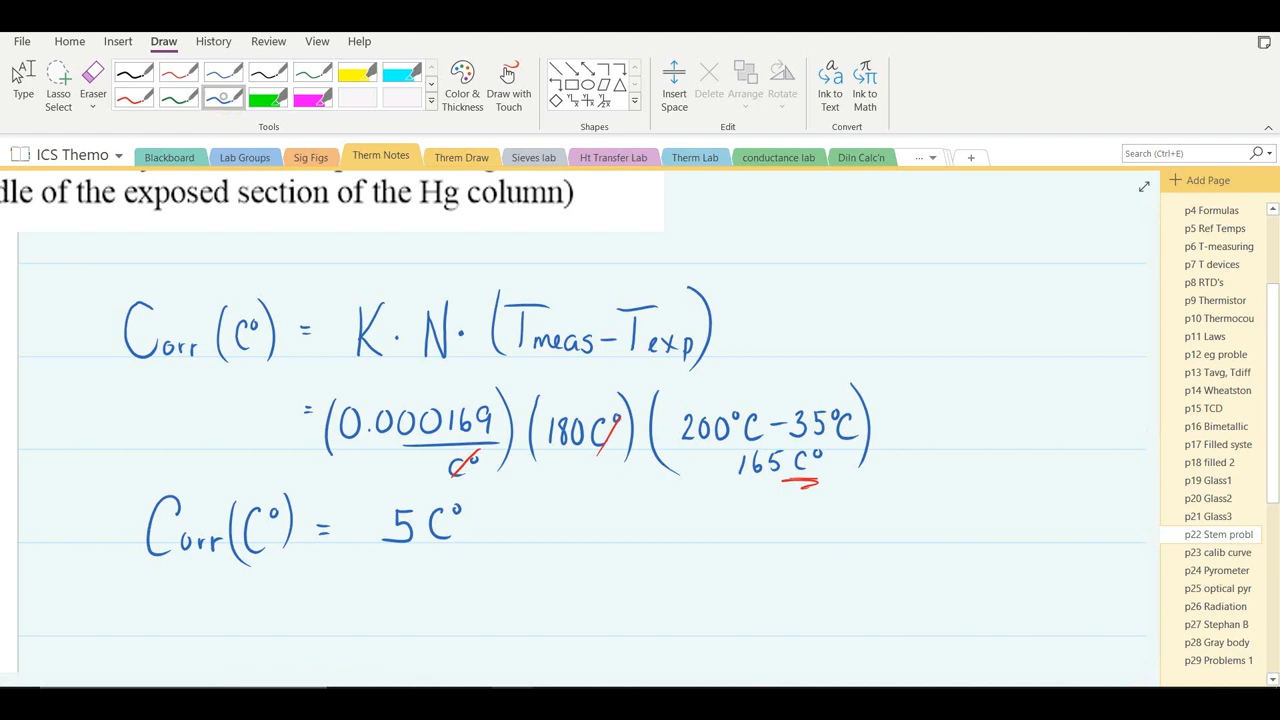 File Home Insert Draw History Review View Help
Type Lasso Select Eraser Color & Thickness Draw with Touch Insert Space Delete Arrange Rotate Ink to Text Ink to Math
Tools Shapes Edit Convert
ICS Themo Blackboard Lab Groups Sig Figs Therm Notes Threm Draw Sieves lab Ht Transfer Lab Therm Lab conductance lab Diln Calc'n ... + Search (Ctrl+E)
+ Add Page
dle of the exposed section of the Hg column)
Corr (C°) = K · N · (Tmeas - Texp)
= (0.000169 / C°) (180 C°) (200°C - 35°C)
165 C°
Corr (C°) = 5 C°
p4 Formulas
p5 Ref Temps
p6 T-measuring
p7 T devices
p8 RTD's
p9 Thermistor
p10 Thermocou
p11 Laws
p12 eg proble
p13 Tavg, Tdiff
p14 Wheatston
p15 TCD
p16 Bimetallic
p17 Filled syste
p18 filled 2
p19 Glass1
p20 Glass2
p21 Glass3
p22 Stem probl
p23 calib curve
p24 Pyrometer
p25 optical pyr
p26 Radiation
p27 Stephan B
p28 Gray body
p29 Problems 1